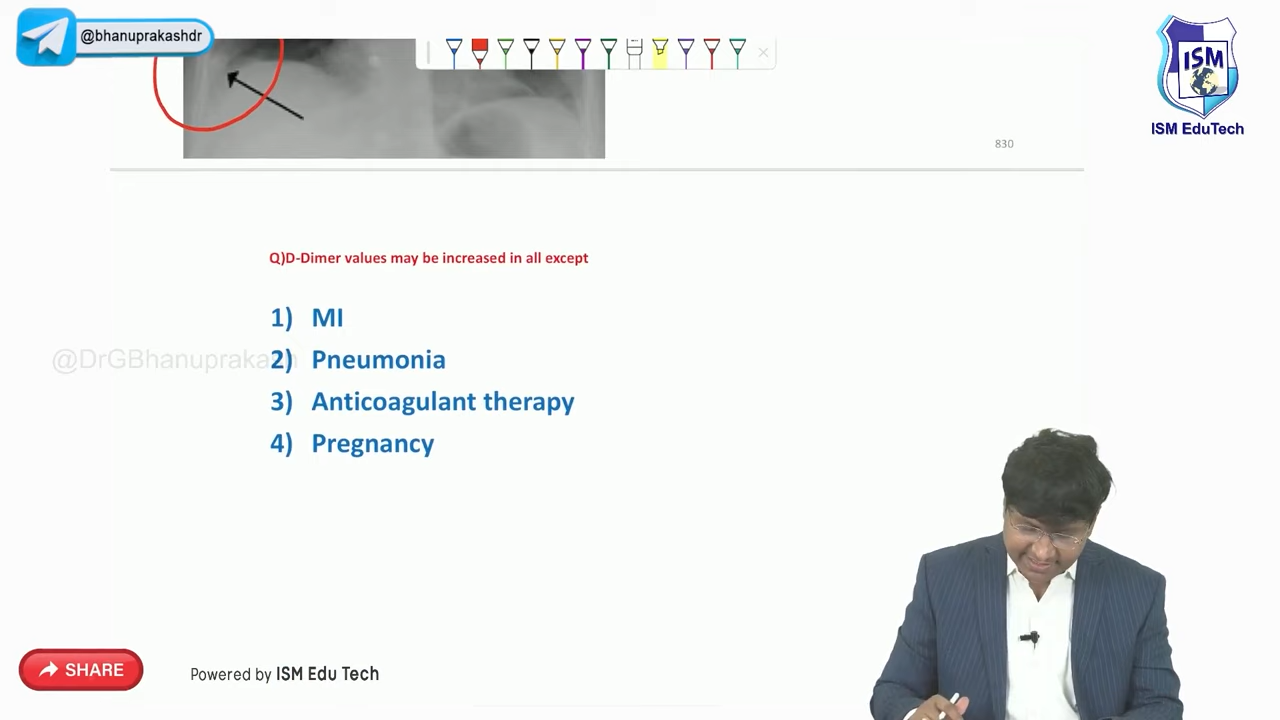 @bhanuprakashdr
ISM
ISM EduTech
830
Q)D-Dimer values may be increased in all except
1) MI
@DrGBhanuprakash
2) Pneumonia
3) Anticoagulant therapy
4) Pregnancy
SHARE
Powered by ISM Edu Tech